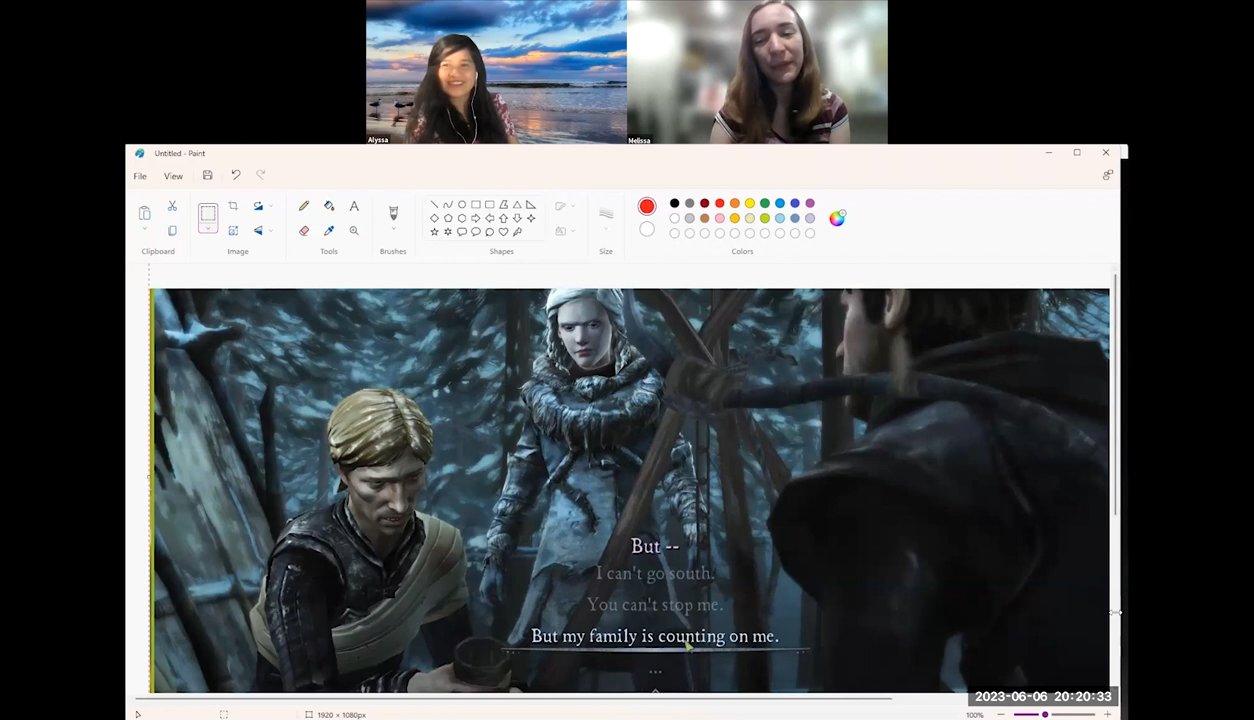 Alyssa
Melissa
Untitled - Paint
File
View
Clipboard
Image
Tools
Brushes
Shapes
Size
Colors
A
But --
I can't go south.
You can't stop me.
But my family is counting on me.
...
2023-06-06 20:20:33
1920 × 1080px
100%